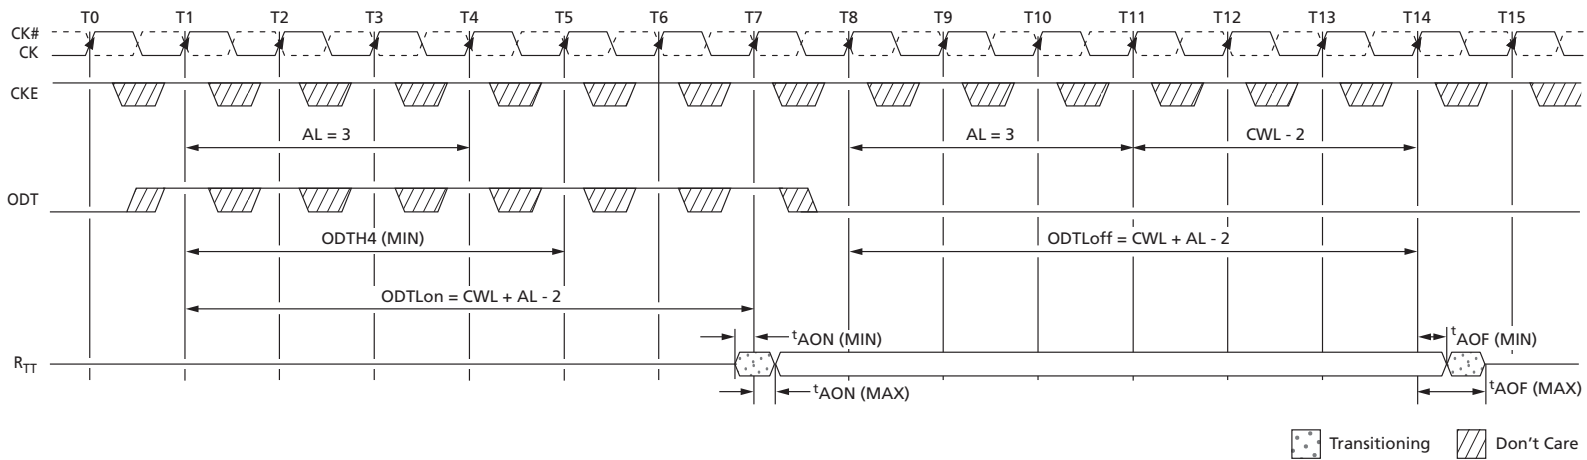 T0 T1 T2 T3 T4 T5 T6 T7 T8 T9 T10 T11 T12 T13 T14 T15
CK#
CK
CKE
AL = 3 AL = 3 CWL - 2
ODT
ODTH4 (MIN) ODTLoff = CWL + AL - 2
ODTLon = CWL + AL - 2
tAON (MIN) tAOF (MIN)
RTT
tAON (MAX) tAOF (MAX)
Transitioning Don't Care